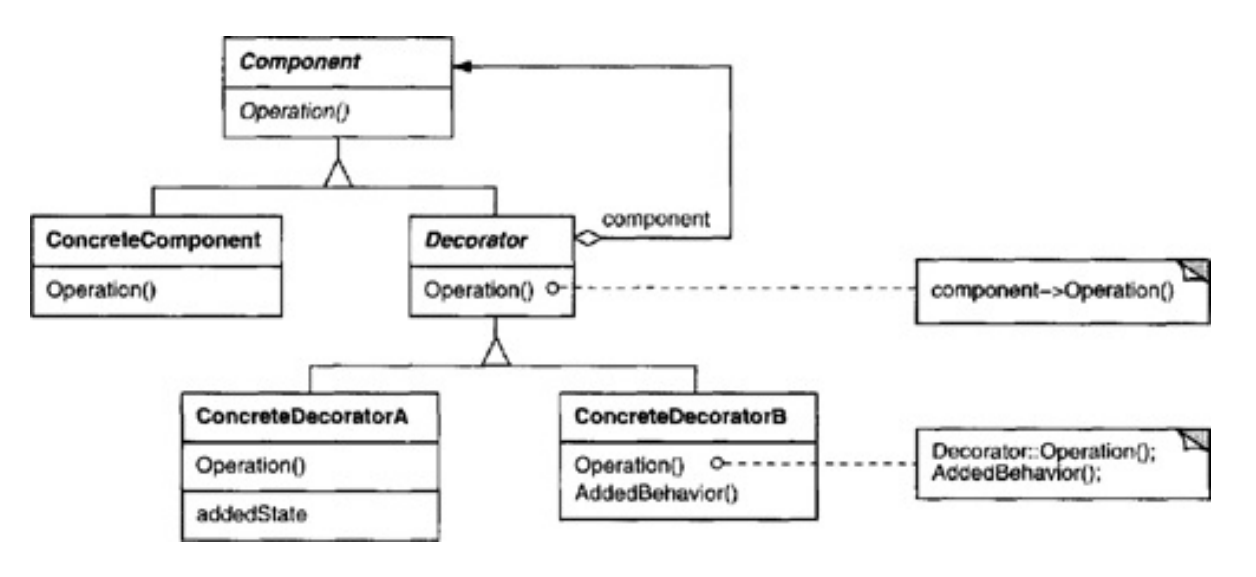 Component
Operation()
component
ConcreteComponent
Operation()
Decorator
Operation()
component->Operation()
ConcreteDecoratorA
Operation()
addedState
ConcreteDecoratorB
Operation()
AddedBehavior()
Decorator::Operation();
AddedBehavior();